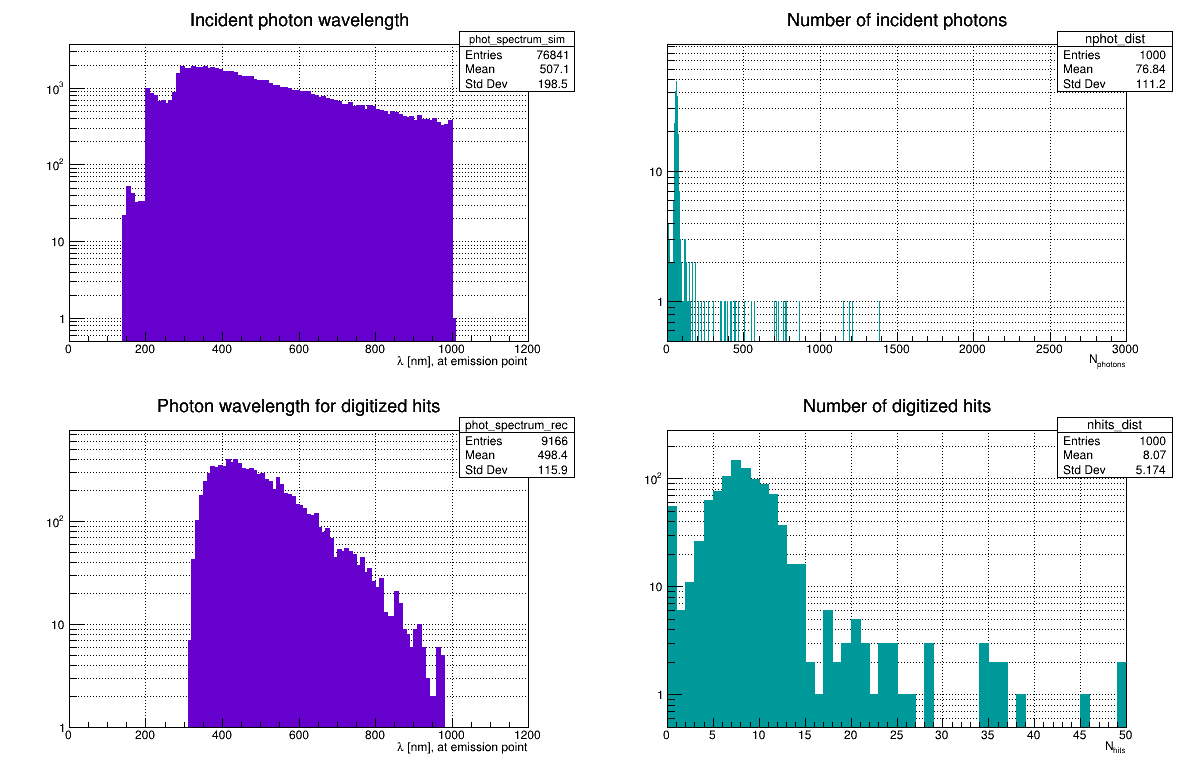 Incident photon wavelength
phot_spectrum_sim
Entries 76841
Mean 507.1
Std Dev 198.5
10³
10²
10
1
0 200 400 600 800 1000 1200
λ [nm], at emission point
Number of incident photons
nphot_dist
Entries 1000
Mean 76.84
Std Dev 111.2
10
1
0 500 1000 1500 2000 2500 3000
N_photons
Photon wavelength for digitized hits
phot_spectrum_rec
Entries 9166
Mean 498.4
Std Dev 115.9
10²
10
1
0 200 400 600 800 1000 1200
λ [nm], at emission point
Number of digitized hits
nhits_dist
Entries 1000
Mean 8.07
Std Dev 5.174
10²
10
1
0 5 10 15 20 25 30 35 40 45 50
N_hits